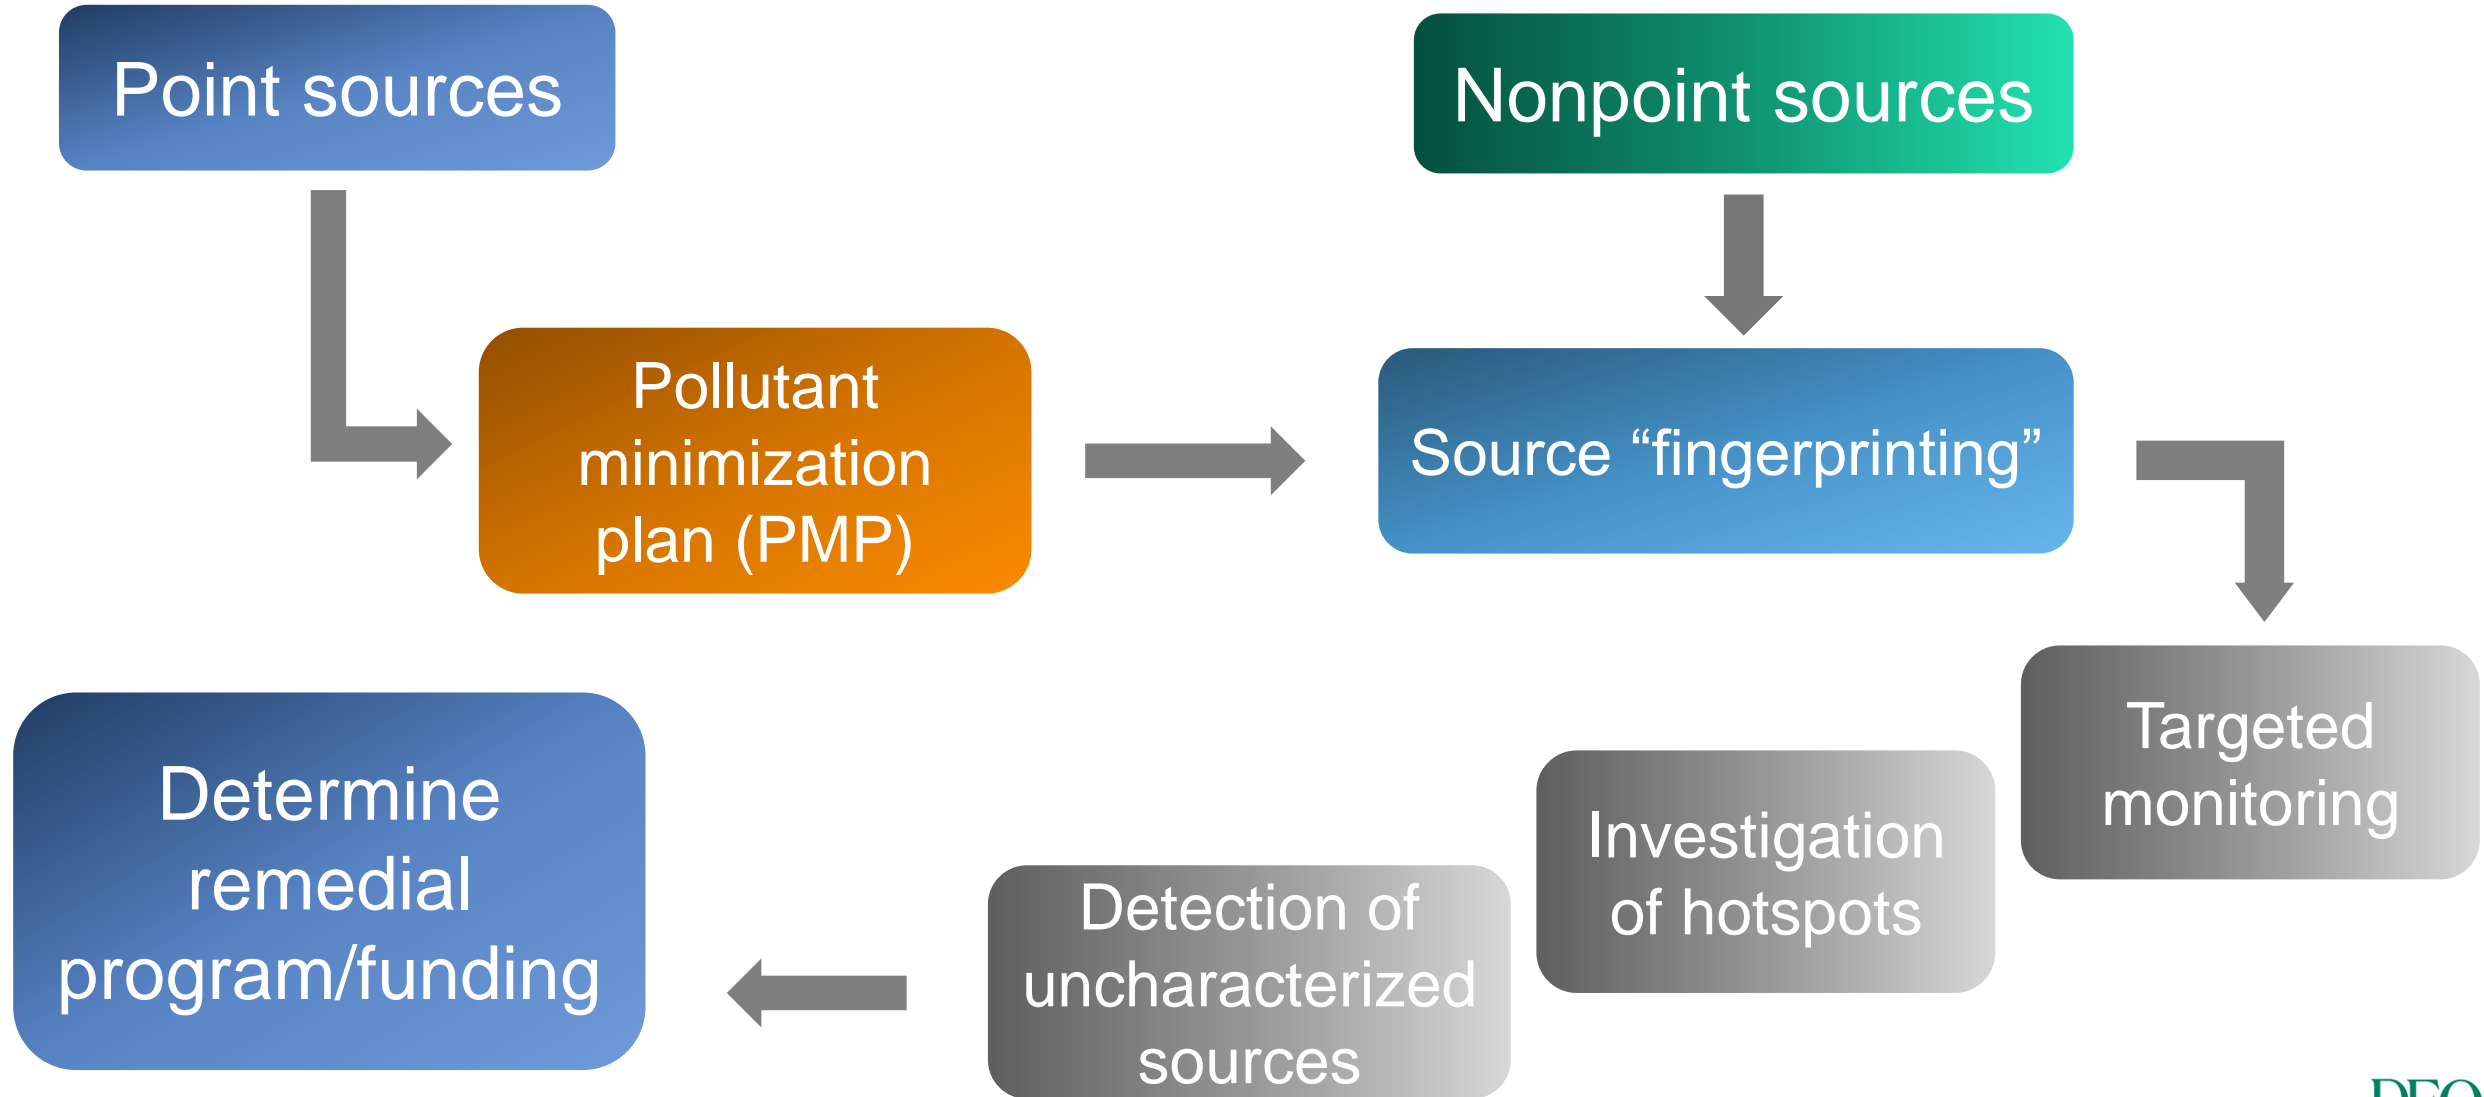 Point sources
Nonpoint sources
Pollutant
minimization
plan (PMP)
Source “fingerprinting”
Targeted
monitoring
Investigation
of hotspots
Detection of
uncharacterized
sources
Determine
remedial
program/funding
DEQ